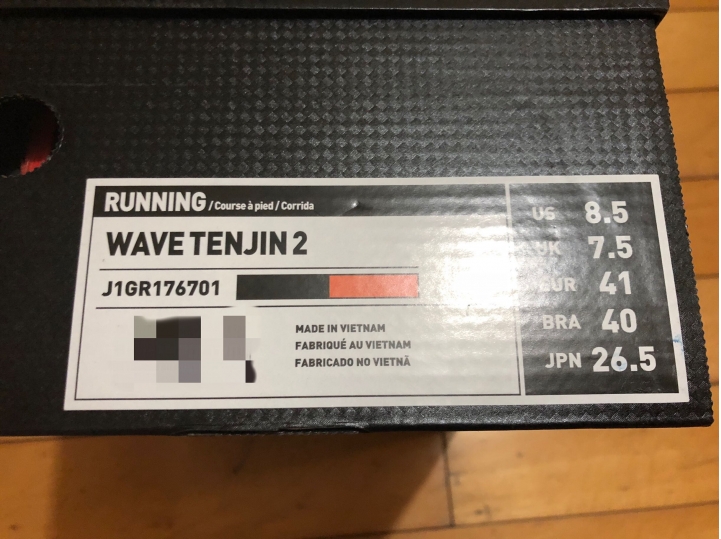 RUNNING / Course à pied / Corrida
WAVE TENJIN 2
J1GR176701
MADE IN VIETNAM
FABRIQUÉ AU VIETNAM
FABRICADO NO VIETNÃ
US 8.5
UK 7.5
EUR 41
BRA 40
JPN 26.5